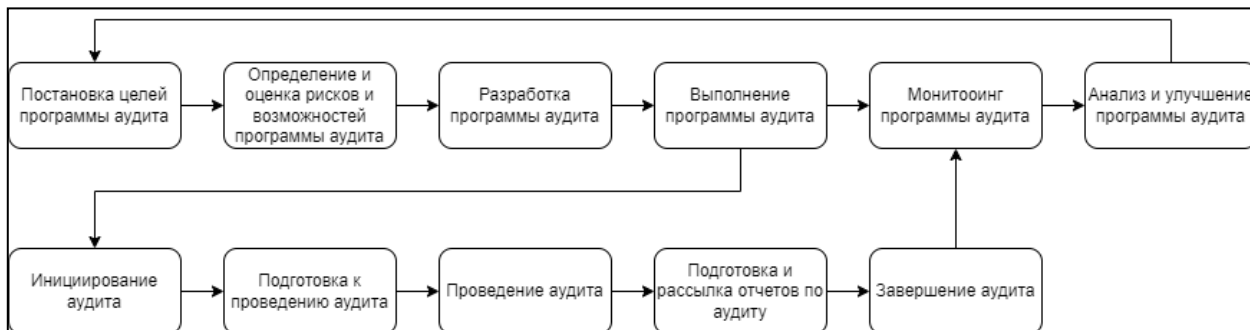 Постановка целей
программы аудита
Определение и
оценка рисков и
возможностей
программы аудита
Разработка
программы аудита
Выполнение
программы аудита
Монитооинг
программы аудита
Анализ и улучшение
программы аудита
Инициирование
аудита
Подготовка к
проведению аудита
Проведение аудита
Подготовка и
рассылка отчетов по
аудиту
Завершение аудита